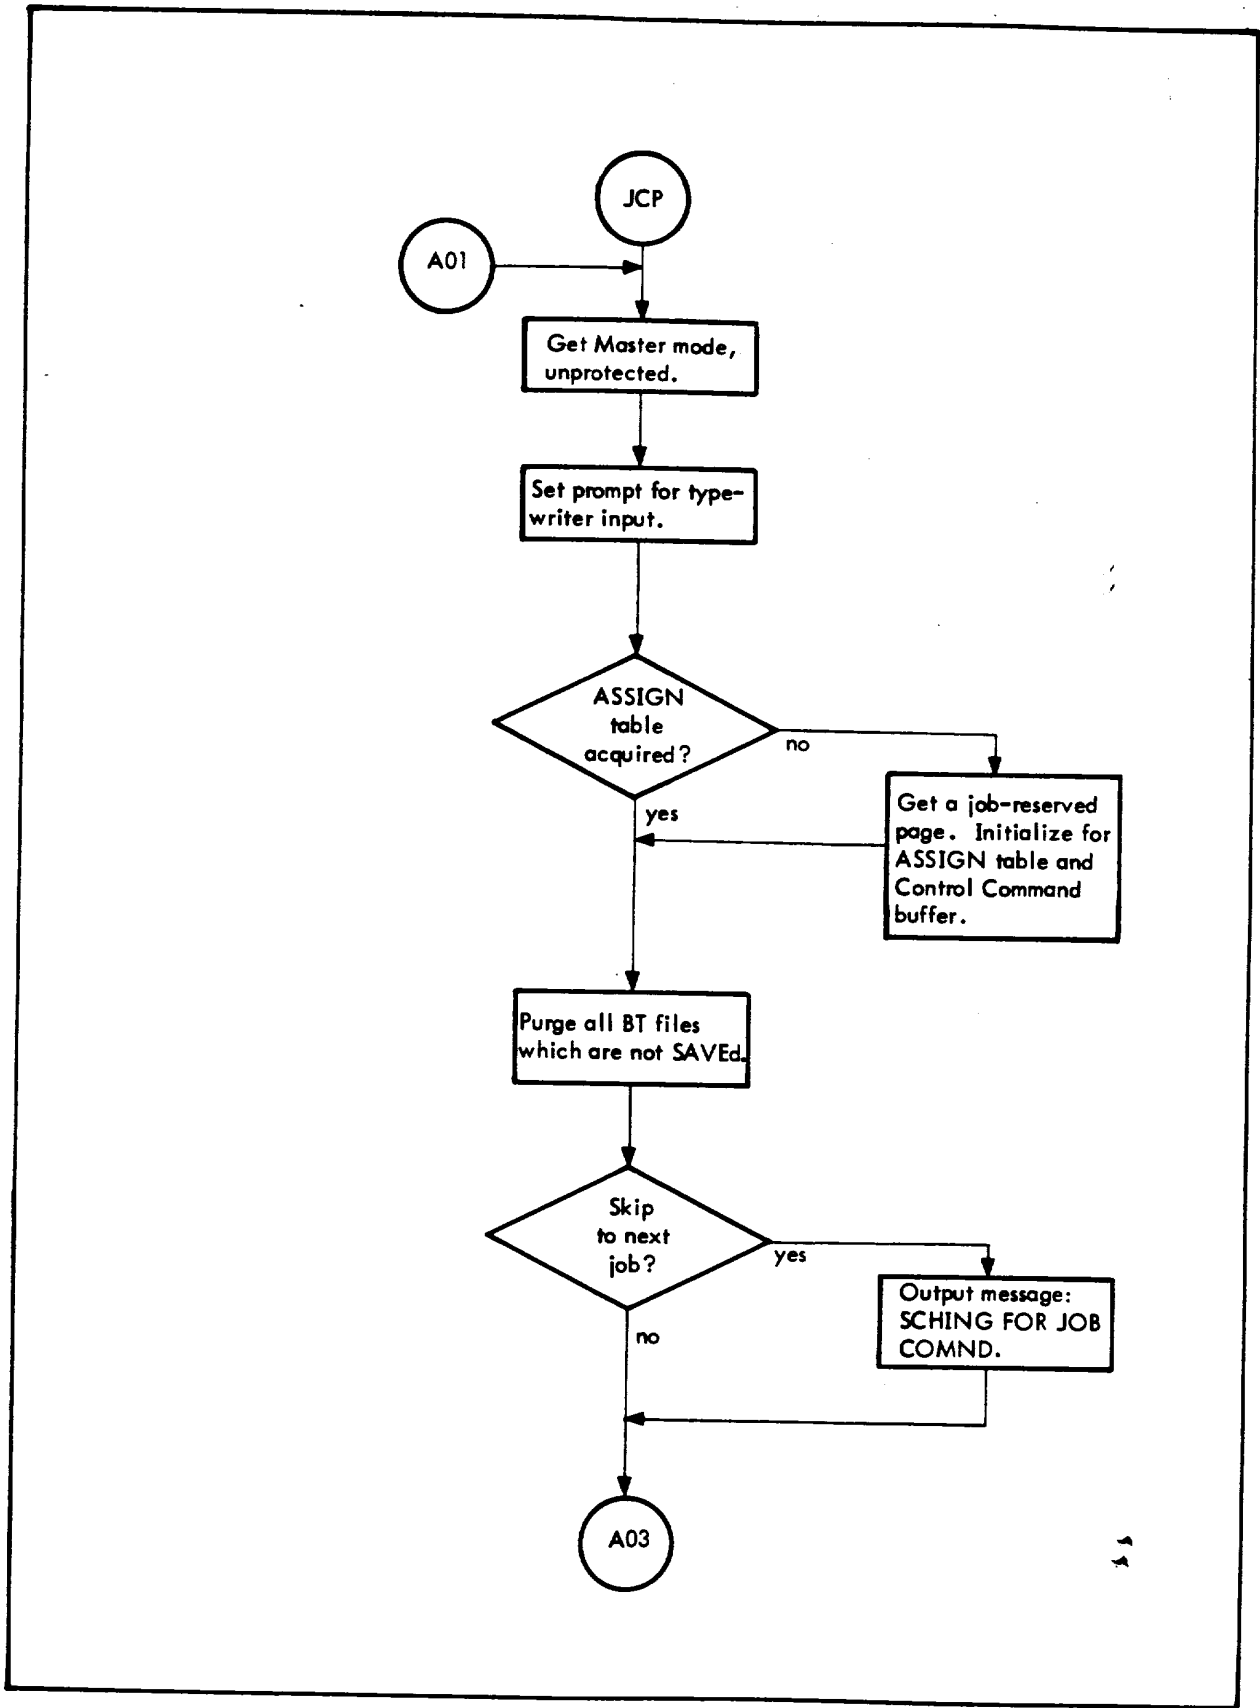 JCP
A01
Get Master mode,
unprotected.
Set prompt for type-
writer input.
ASSIGN
table
acquired?
no
yes
Get a job-reserved
page. Initialize for
ASSIGN table and
Control Command
buffer.
Purge all BT files
which are not SAVEd.
Skip
to next
job?
yes
no
Output message:
SCHING FOR JOB
COMND.
A03